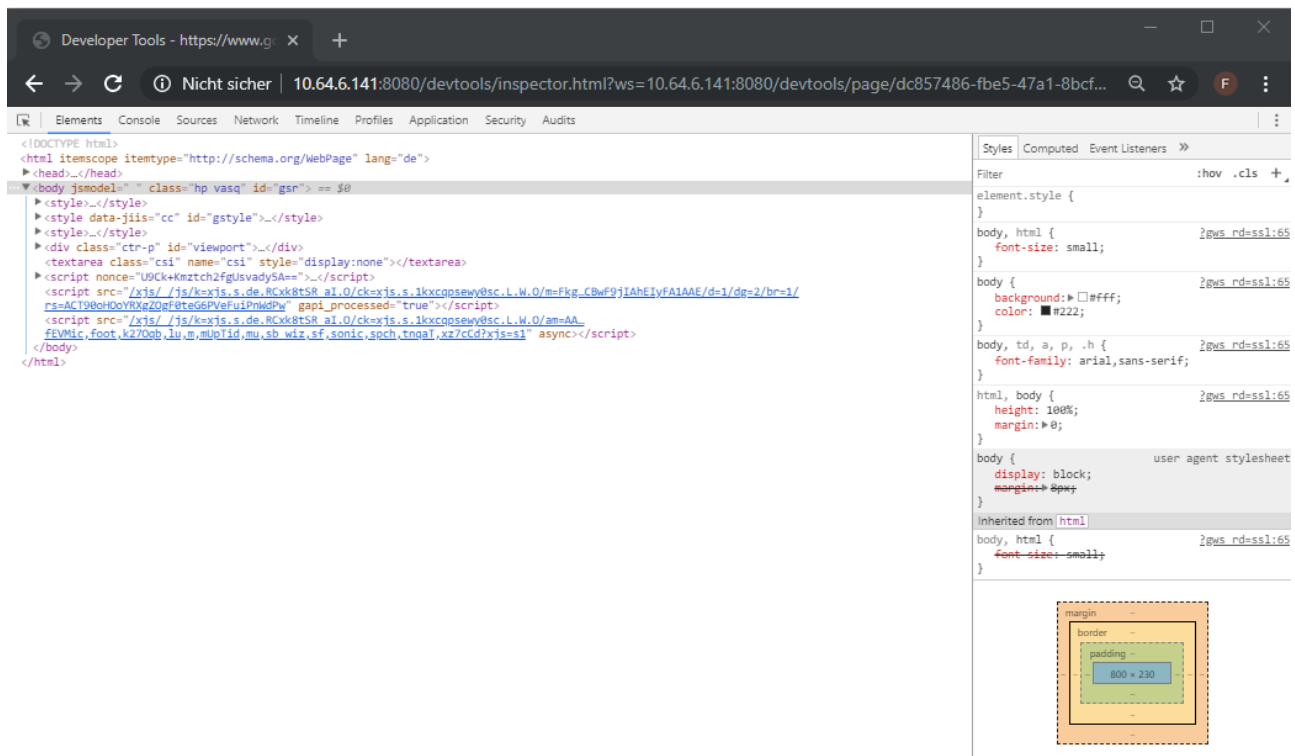 Developer Tools - https://www.go
Nicht sicher | 10.64.6.141:8080/devtools/inspector.html?ws=10.64.6.141:8080/devtools/page/dc857486-fbe5-47a1-8bcf... F
Elements Console Sources Network Timeline Profiles Application Security Audits
<!DOCTYPE html>
<html itemscope itemtype="http://schema.org/WebPage" lang="de">
<head>…</head>
<body jsmodel=" " class="hp vasq" id="gsr"> == $0
<style>…</style>
<style data-jiis="cc" id="gstyle">…</style>
<style>…</style>
<div class="ctr-p" id="viewport">…</div>
<textarea class="csi" name="csi" style="display:none"></textarea>
<script nonce="U9Ck+Kmztch2fgUsvady5A==">…</script>
<script src="/xjs/_/js/k=xjs.s.de.RCxk8tSR_aI.O/ck=xjs.s.1kxcqpsewy0sc.L.W.O/m=Fkg…CBwF9jIAhEIyFA1AAE/d=1/dg=2/br=1/
rs=ACT90oHOoYRXgZOgF0teG6PVeFuiPnWdPw" gapi_processed="true"></script>
<script src="/xjs/_/js/k=xjs.s.de.RCxk8tSR_aI.O/ck=xjs.s.1kxcqpsewy0sc.L.W.O/am=AA…
fEVMic,foot,k27Oqb,lu,m,mUpTid,mu,sb_wiz,sf,sonic,spch,tnqaT,xz7cCd?xjs=s1" async></script>
</body>
</html>
Styles Computed Event Listeners »
Filter :hov .cls +
element.style {
}
body, html { ?gws_rd=ssl:65
font-size: small;
}
body { ?gws_rd=ssl:65
background: #fff;
color: #222;
}
body, td, a, p, .h { ?gws_rd=ssl:65
font-family: arial,sans-serif;
}
html, body { ?gws_rd=ssl:65
height: 100%;
margin: 0;
}
body { user agent stylesheet
display: block;
margin: 8px;
}
Inherited from html
body, html { ?gws_rd=ssl:65
font-size: small;
}
margin –
border –
padding –
– – – 800 × 230 – – –
–
–
–